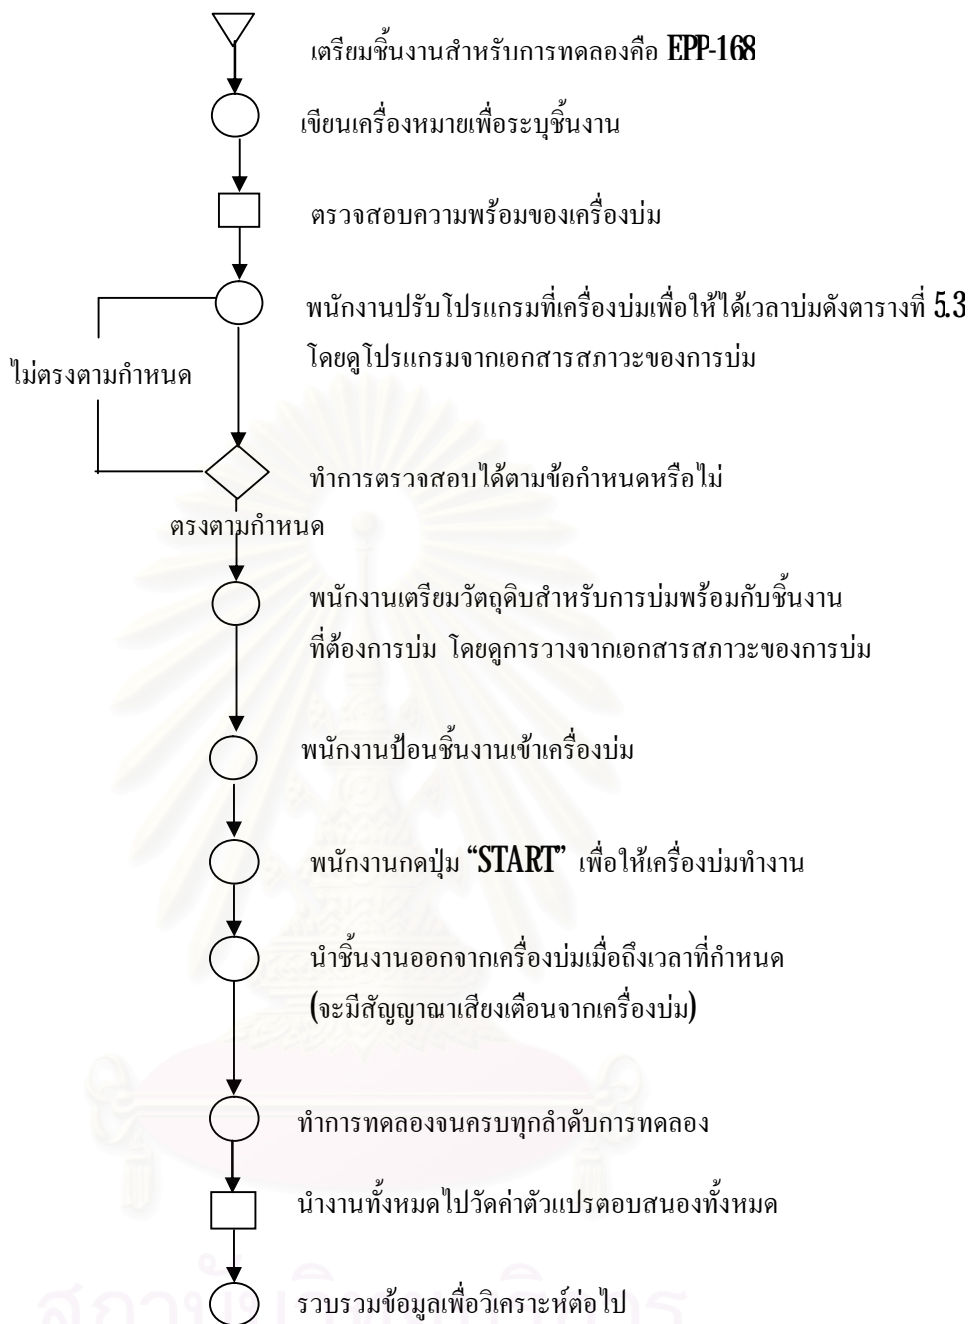 เตรียมชิ้นงานสำหรับการทดลองคือ EPP-168
เขียนเครื่องหมายเพื่อระบุชิ้นงาน
ตรวจสอบความพร้อมของเครื่องบ่ม
พนักงานปรับโปรแกรมที่เครื่องบ่มเพื่อให้ได้เวลาบ่มดังตารางที่ 5.3
โดยดูโปรแกรมจากเอกสารสภาวะของการบ่ม
ไม่ตรงตามกำหนด
ทำการตรวจสอบได้ตามข้อกำหนดหรือไม่
ตรงตามกำหนด
พนักงานเตรียมวัตถุดิบสำหรับการบ่มพร้อมกับชิ้นงาน
ที่ต้องการบ่ม โดยดูการวางจากเอกสารสภาวะของการบ่ม
พนักงานป้อนชิ้นงานเข้าเครื่องบ่ม
พนักงานกดปุ่ม “START” เพื่อให้เครื่องบ่มทำงาน
นำชิ้นงานออกจากเครื่องบ่มเมื่อถึงเวลาที่กำหนด
(จะมีสัญญาณาเสียงเตือนจากเครื่องบ่ม)
ทำการทดลองจนครบทุกลำดับการทดลอง
นำงานทั้งหมดไปวัดค่าตัวแปรตอบสนองทั้งหมด
รวบรวมข้อมูลเพื่อวิเคราะห์ต่อไป
สถาบันวิทยบริการ